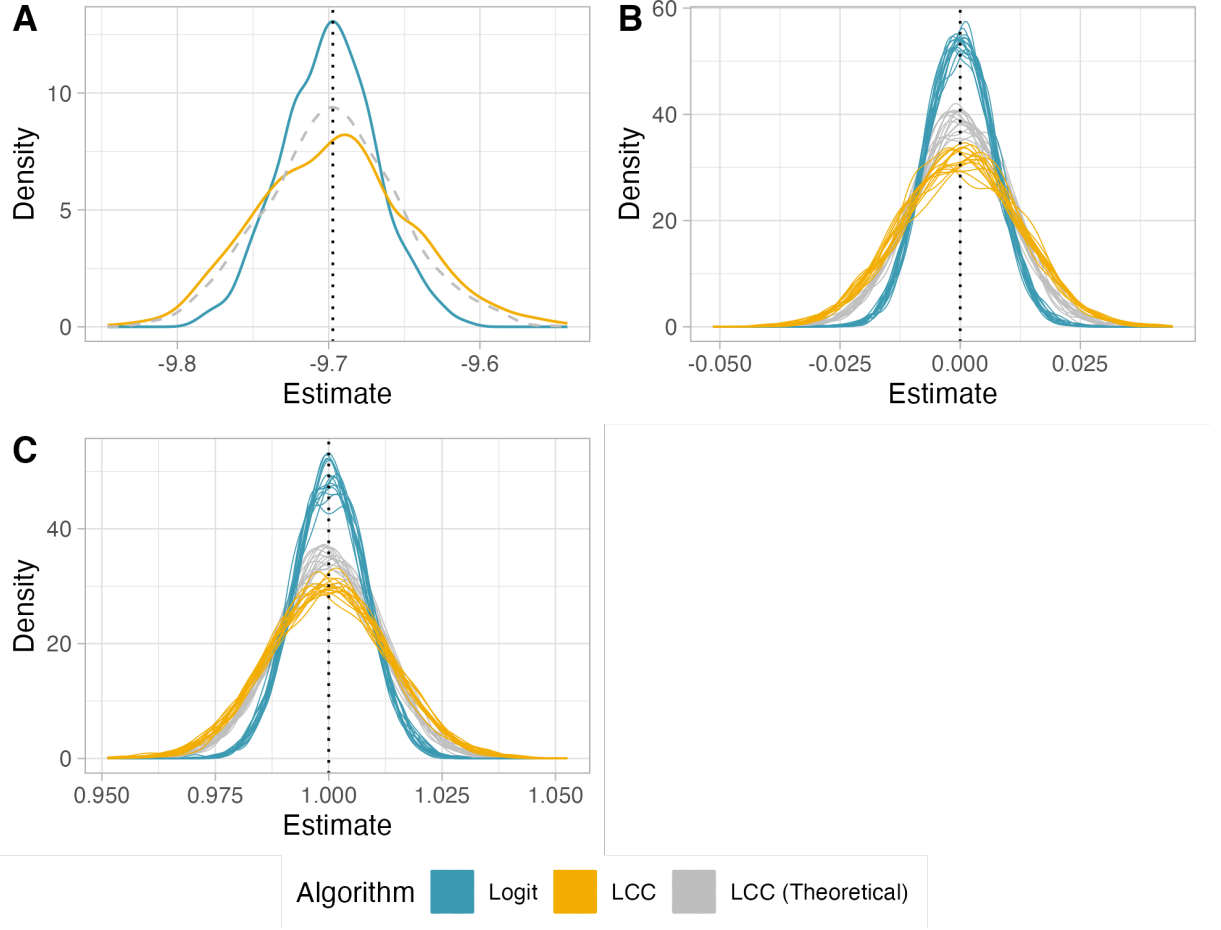 A
Density
10
5
0
-9.8 -9.7 -9.6
Estimate
B
Density
60
40
20
0
-0.050 -0.025 0.000 0.025
Estimate
C
Density
40
20
0
0.950 0.975 1.000 1.025 1.050
Estimate
Algorithm Logit LCC LCC (Theoretical)